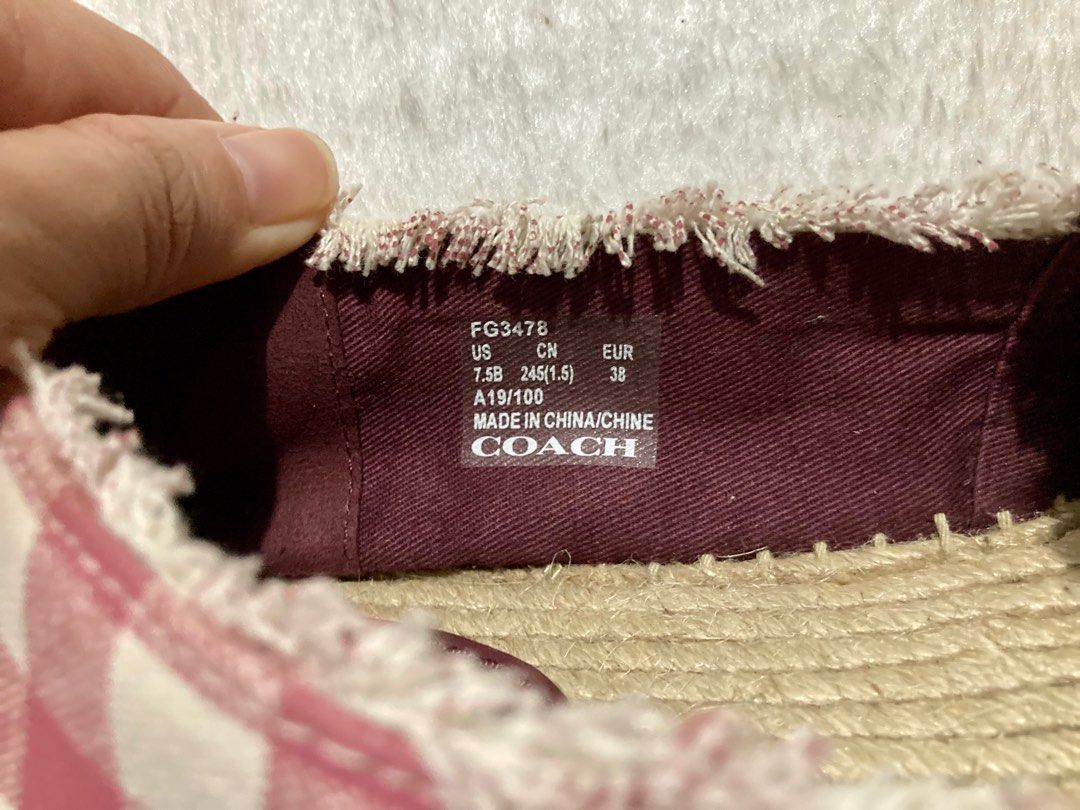 FG3478
US CN EUR
7.5B 245(1.5) 38
A19/100
MADE IN CHINA/CHINE
COACH